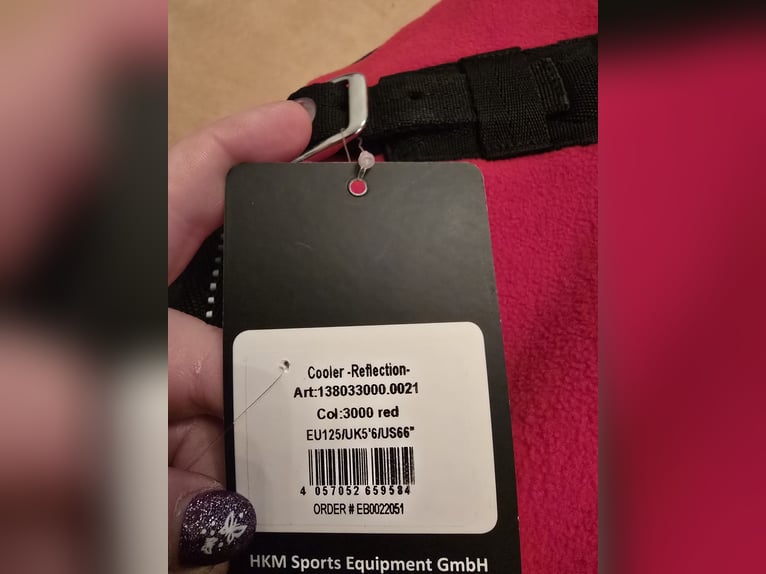 Cooler -Reflection-
Art:138033000.0021
Col:3000 red
EU125/UK5'6/US66"
4 057052 659584
ORDER # EB0022051
HKM Sports Equipment GmbH